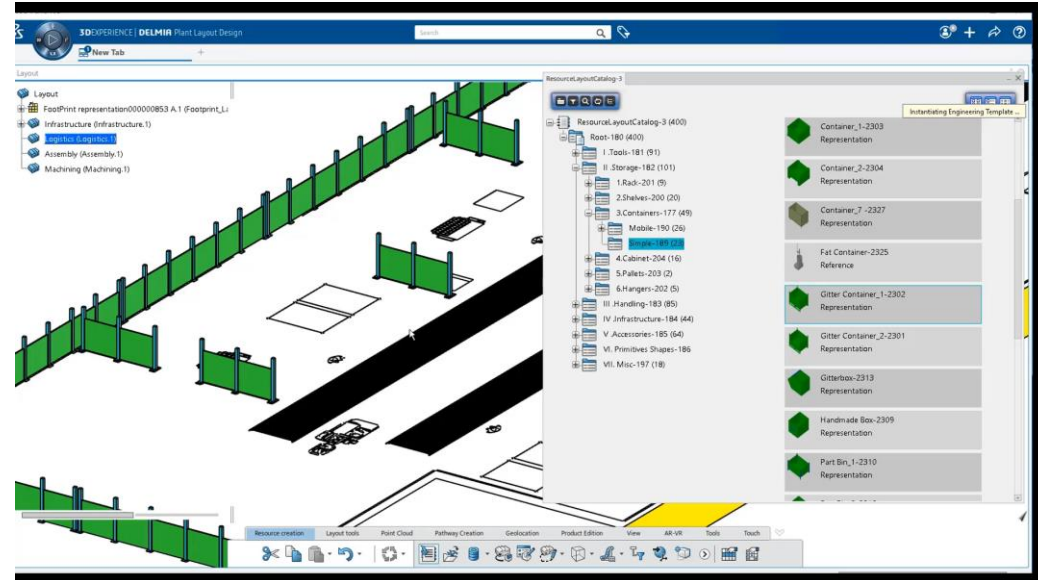 3DEXPERIENCE | DELMIA Plant Layout Design
Search
New Tab
Layout
Layout
FootPrint representation000000853 A.1 (Footprint_La
Infrastructure (Infrastructure.1)
Logistics (Logistics.1)
Assembly (Assembly.1)
Machining (Machining.1)
ResourceLayoutCatalog-3
Instantiating Engineering Template ...
ResourceLayoutCatalog-3 (400)
Root-180 (400)
I .Tools-181 (91)
II .Storage-182 (101)
1.Rack-201 (9)
2.Shelves-200 (20)
3.Containers-177 (49)
Mobile-190 (26)
Simple-189 (23)
4.Cabinet-204 (16)
5.Pallets-203 (2)
6.Hangers-202 (5)
III .Handling-183 (85)
IV .Infrastructure-184 (44)
V .Accessories-185 (64)
VI. Primitives Shapes-186
VII. Misc-197 (18)
Container_1-2303
Representation
Container_2-2304
Representation
Container_7 -2327
Representation
Fat Container-2325
Reference
Gitter Container_1-2302
Representation
Gitter Container_2-2301
Representation
Gitterbox-2313
Representation
Handmade Box-2309
Representation
Part Bin_1-2310
Representation
Resource creation Layout tools Point Cloud Pathway Creation Geolocation Product Edition View AR-VR Tools Touch